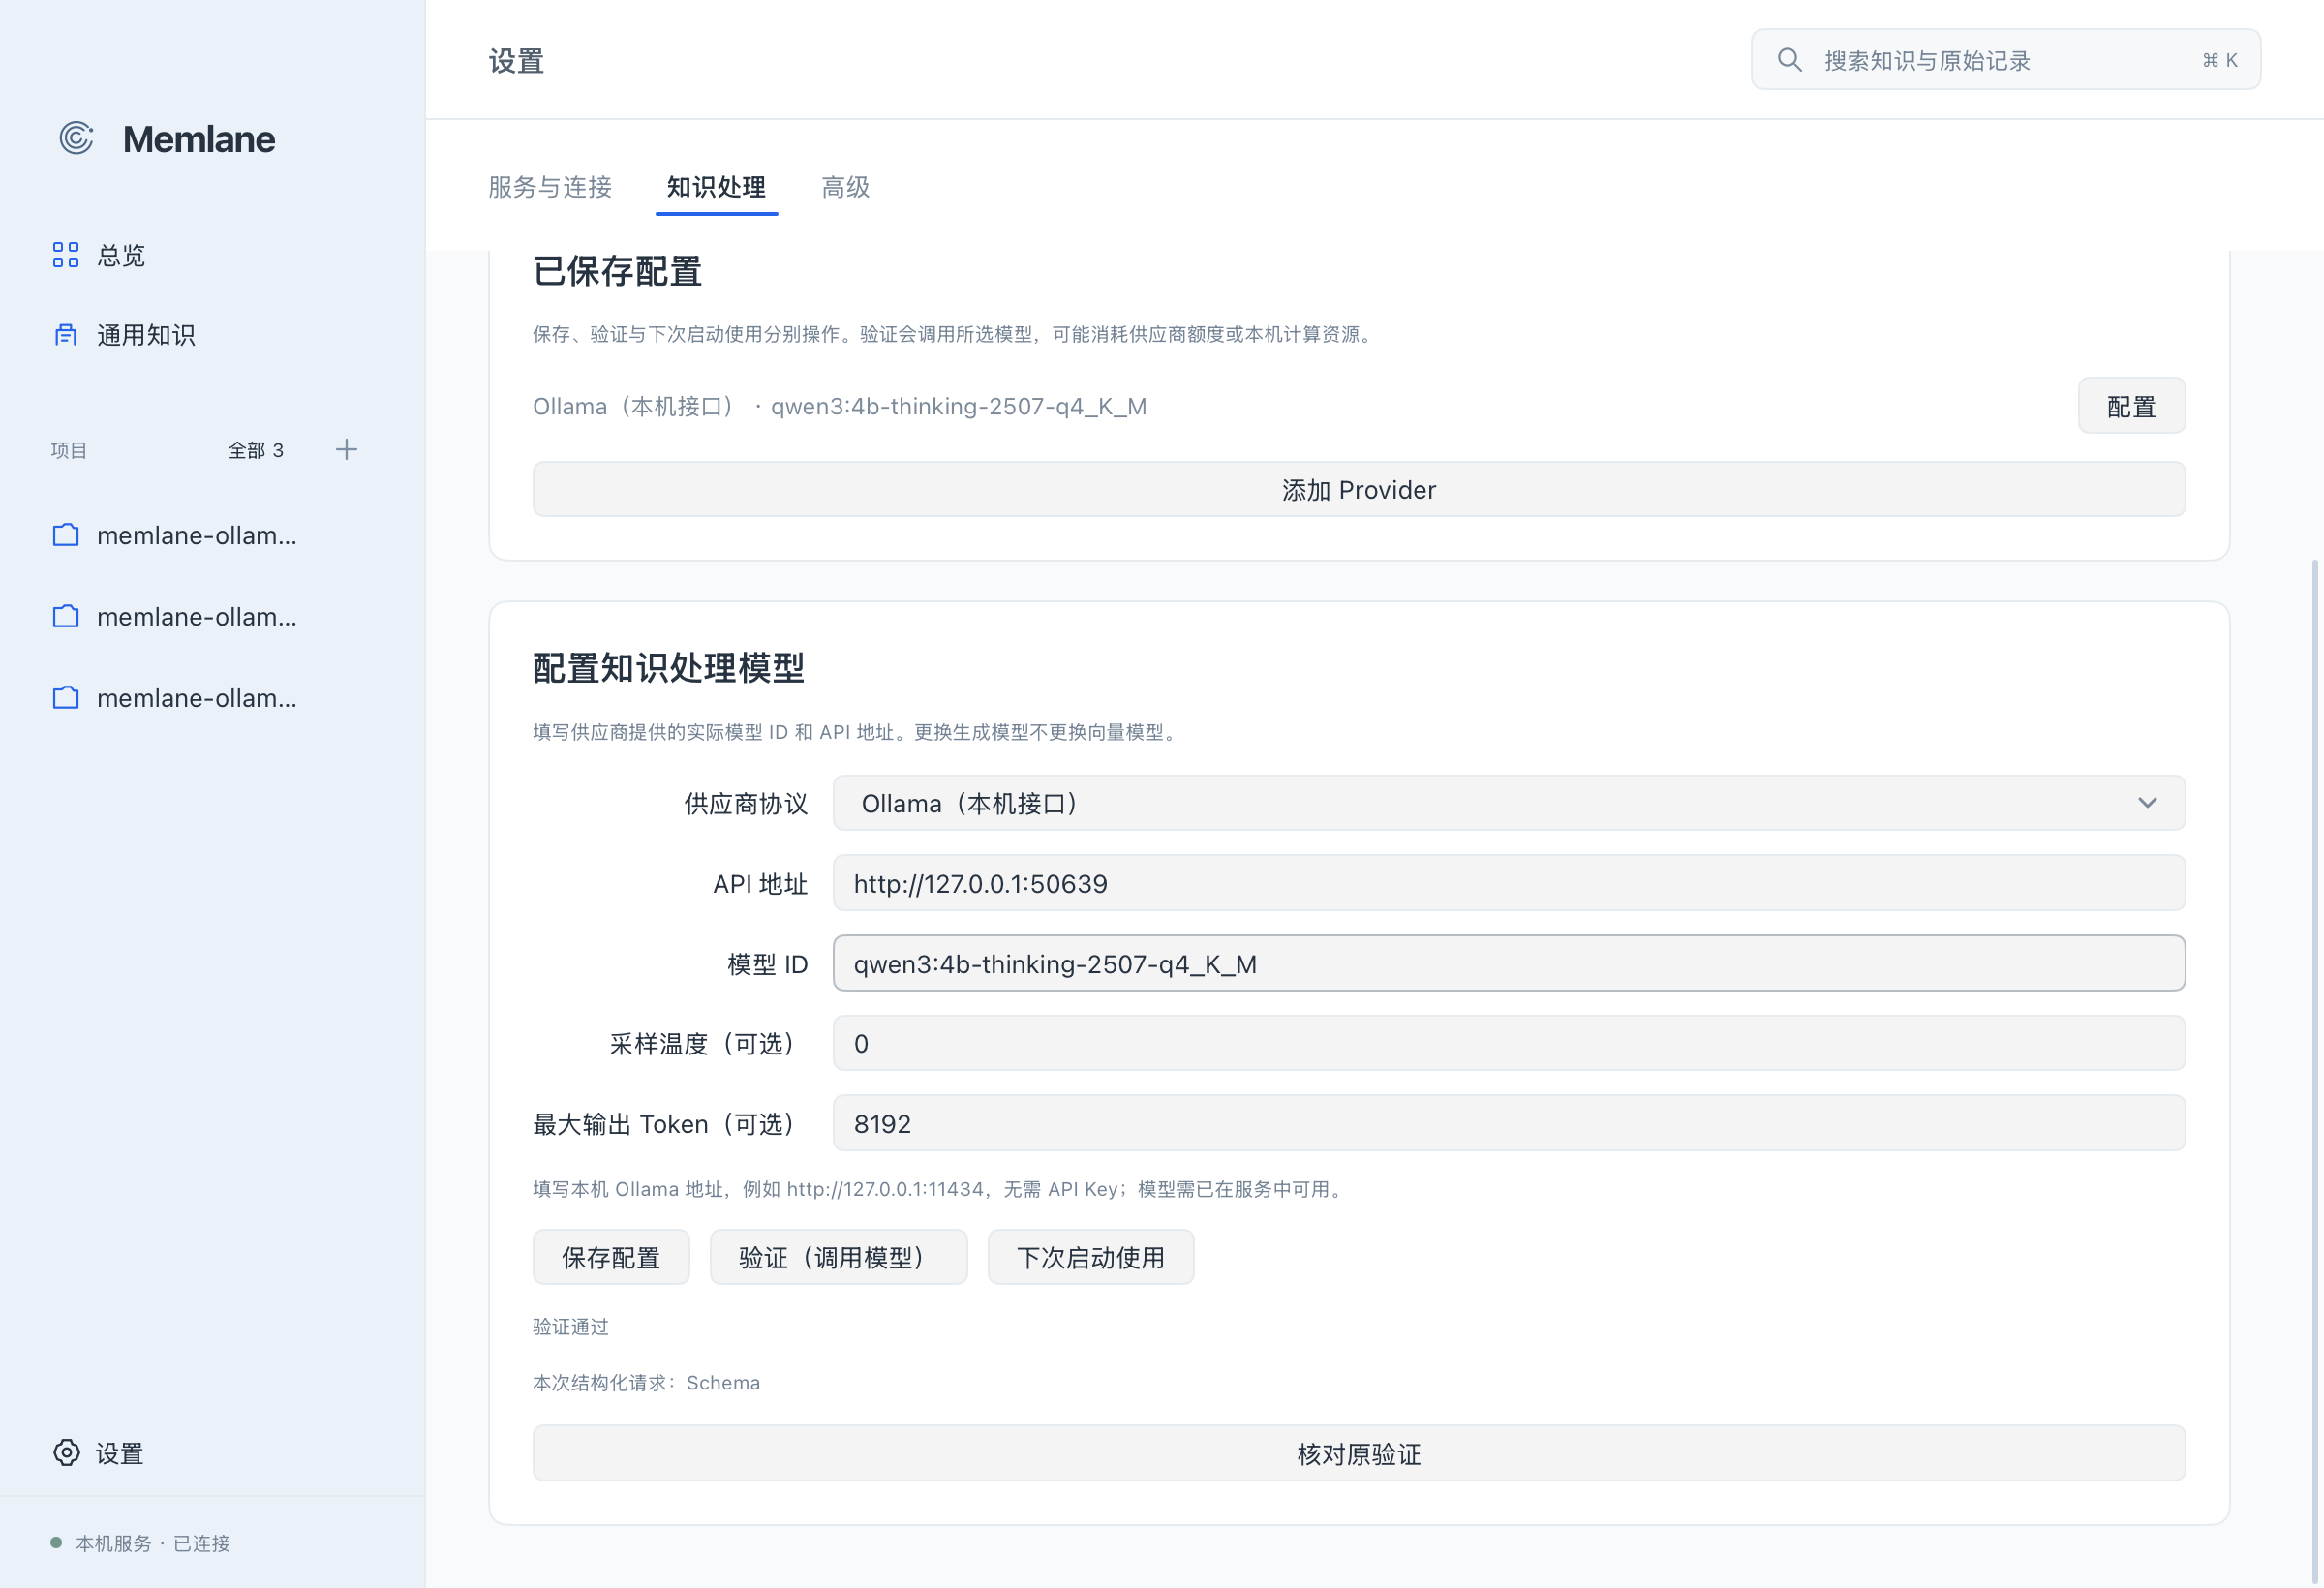 Memlane
总览
通用知识
项目 全部 3
memlane-ollam...
memlane-ollam...
memlane-ollam...
设置
本机服务 · 已连接
设置
搜索知识与原始记录 ⌘ K
服务与连接 知识处理 高级
已保存配置
保存、验证与下次启动使用分别操作。验证会调用所选模型，可能消耗供应商额度或本机计算资源。
Ollama（本机接口） · qwen3:4b-thinking-2507-q4_K_M 配置
添加 Provider
配置知识处理模型
填写供应商提供的实际模型 ID 和 API 地址。更换生成模型不更换向量模型。
供应商协议 Ollama（本机接口）
API 地址 http://127.0.0.1:50639
模型 ID qwen3:4b-thinking-2507-q4_K_M
采样温度（可选） 0
最大输出 Token（可选） 8192
填写本机 Ollama 地址，例如 http://127.0.0.1:11434，无需 API Key；模型需已在服务中可用。
保存配置 验证（调用模型） 下次启动使用
验证通过
本次结构化请求：Schema
核对原验证